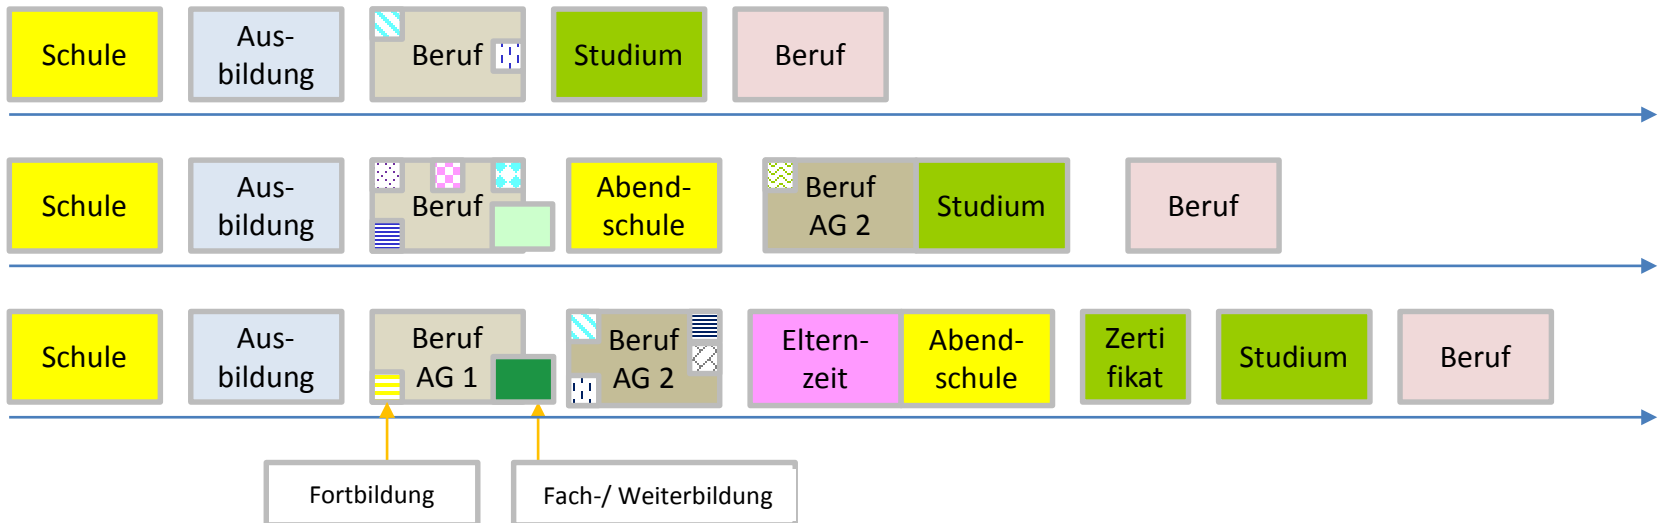 Schule
Aus-
bildung
Beruf
Studium
Beruf
Schule
Aus-
bildung
Beruf
Abend-
schule
Beruf
AG 2
Studium
Beruf
Schule
Aus-
bildung
Beruf
AG 1
Beruf
AG 2
Eltern-
zeit
Abend-
schule
Zerti
fikat
Studium
Beruf
Fortbildung
Fach-/ Weiterbildung